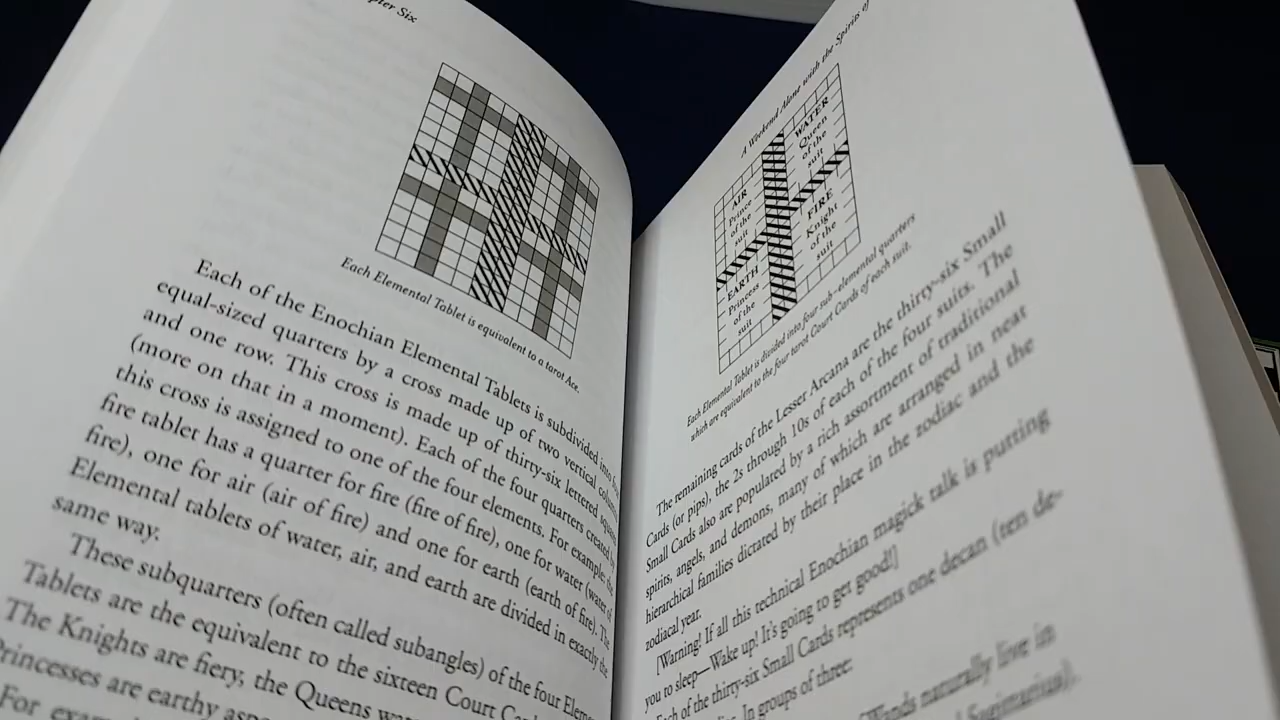 Six
Each Elemental Tablet is equivalent to a tarot Ace.
Each of the Enochian Elemental Tablets is subdivided into
equal-sized quarters by a cross made up of two vertical
and one row. This cross is made up of thirty-six lettered
(more on that in a moment). Each of the four quarters created by
this cross is assigned to one of the four elements. For example: the
fire tablet has a quarter for fire (fire of fire), one for water (water of
fire), one for air (air of fire) and one for earth (earth of fire). The
Elemental tablets of water, air, and earth are divided in exactly the
same way.
These subquarters (often called subangles) of the four
Tablets are the equivalent to the sixteen Court
The Knights are fiery, the Queens
Princesses are earthy
For
A Weekend Alone with the Spirits of
WATER
Queen
of the
suit
AIR
Prince
of the
suit
FIRE
Knight
of the
suit
EARTH
Princess
of the
suit
Each Elemental Tablet is divided into four sub-elemental quarters
which are equivalent to the four tarot Court Cards of each suit.
The remaining cards of the Lesser Arcana are the thirty-six Small
Cards (or pips), the 2s through 10s of each of the four suits. The
Small Cards also are populated by a rich assortment of traditional
spirits, angels, and demons, many of which are arranged in neat
hierarchical families dictated by their place in the zodiac and the
zodiacal year.
[Warning! If all this technical Enochian magick talk is putting
you to sleep—Wake up! It's going to get good!]
Each of the thirty-six Small Cards represents one decan (ten de-
In groups of three:
[Wands naturally live in
Sagittarius).